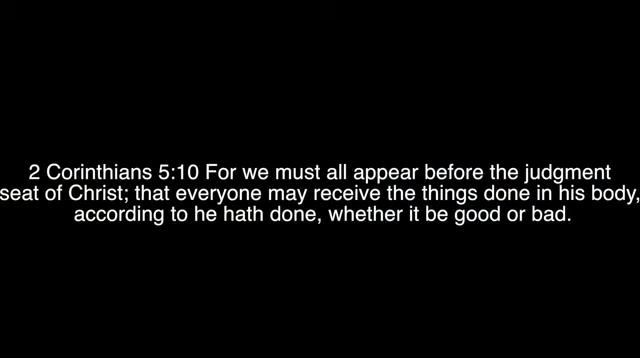 2 Corinthians 5:10 For we must all appear before the judgment
seat of Christ; that everyone may receive the things done in his body,
according to he hath done, whether it be good or bad.